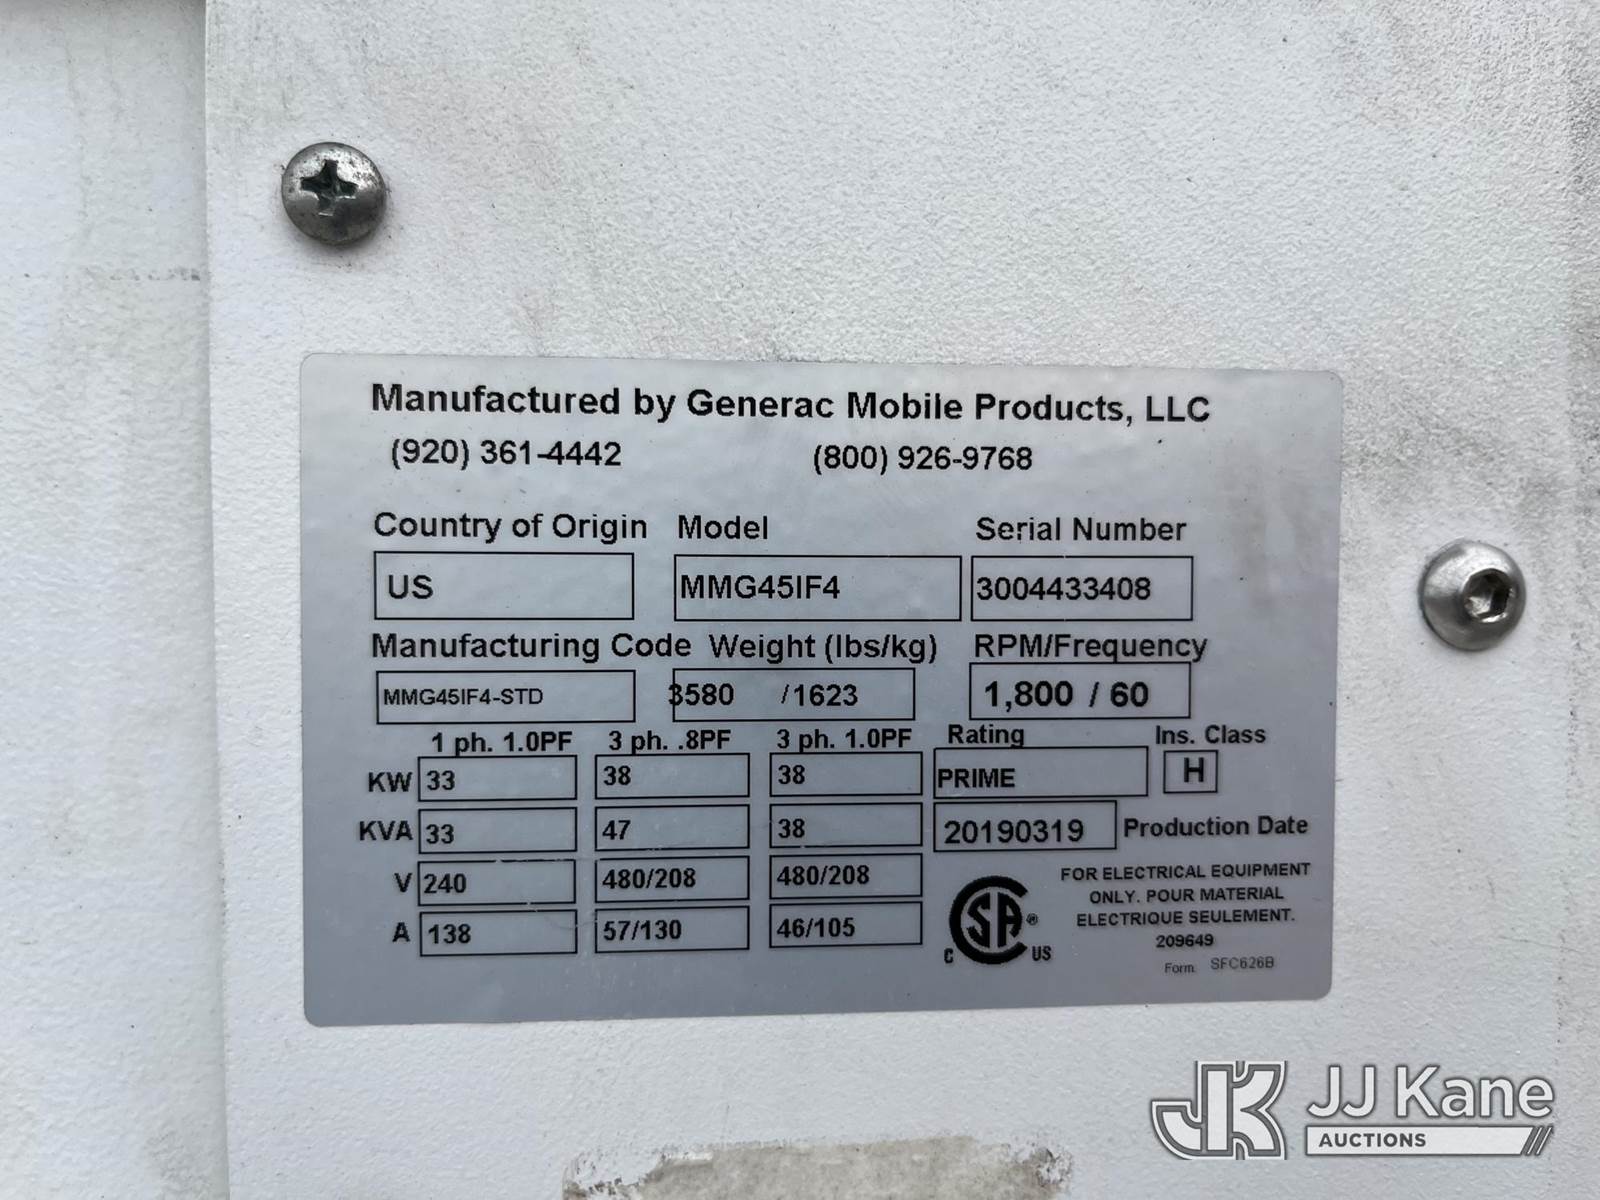 Manufactured by Generac Mobile Products, LLC
(920) 361-4442 (800) 926-9768
Country of Origin Model Serial Number
US MMG45IF4 3004433408
Manufacturing Code Weight (lbs/kg) RPM/Frequency
MMG45IF4-STD 3580 /1623 1,800 / 60
1 ph. 1.0PF 3 ph. .8PF 3 ph. 1.0PF Rating Ins. Class
KW 33 38 38 PRIME H
KVA 33 47 38 20190319 Production Date
V 240 480/208 480/208
A 138 57/130 46/105
FOR ELECTRICAL EQUIPMENT
ONLY. POUR MATERIAL
ELECTRIQUE SEULEMENT.
209649
Form. SFC626B
C SA ® US
JK JJ Kane
AUCTIONS